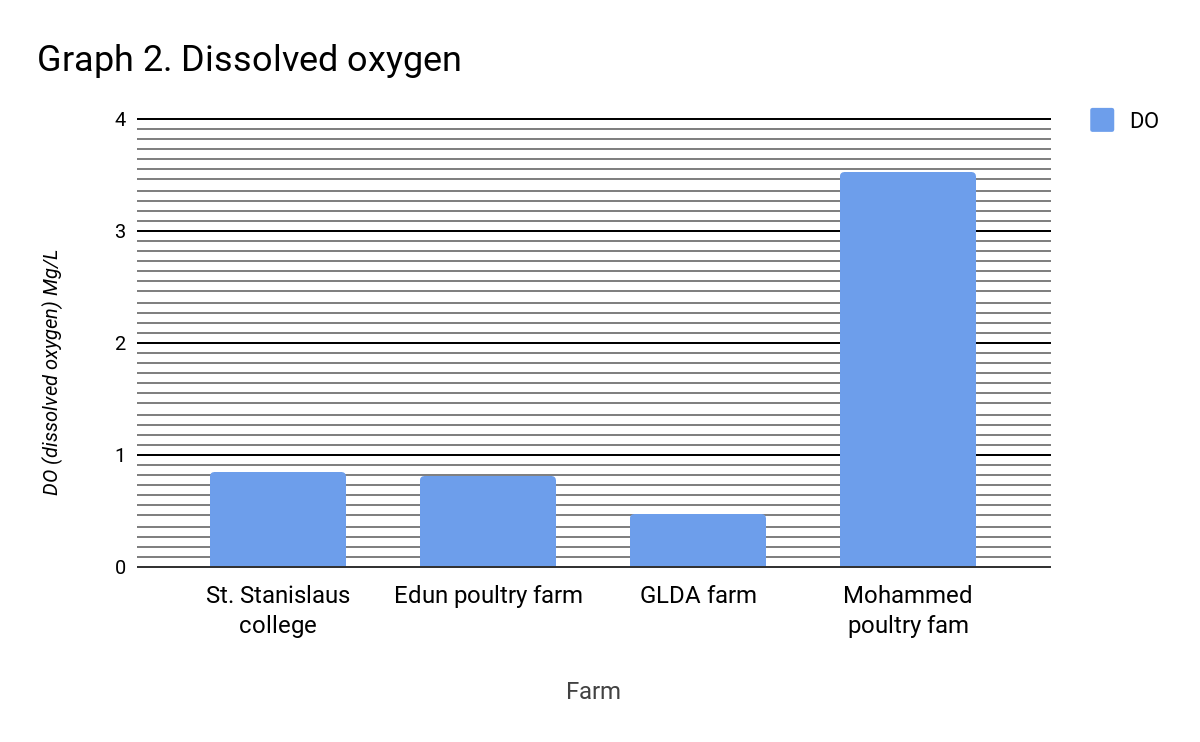 Graph 2. Dissolved oxygen
DO
DO (dissolved oxygen) Mg/L
4
3
2
1
0
St. Stanislaus
college
Edun poultry farm
GLDA farm
Mohammed
poultry fam
Farm